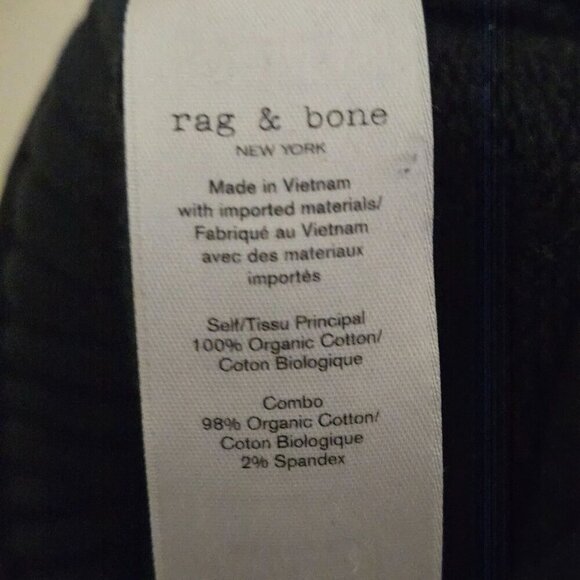 rag & bone
NEW YORK
Made in Vietnam
with imported materials/
Fabriqué au Vietnam
avec des materiaux
importés
Self/Tissu Principal
100% Organic Cotton/
Coton Biologique
Combo
98% Organic Cotton/
Coton Biologique
2% Spandex